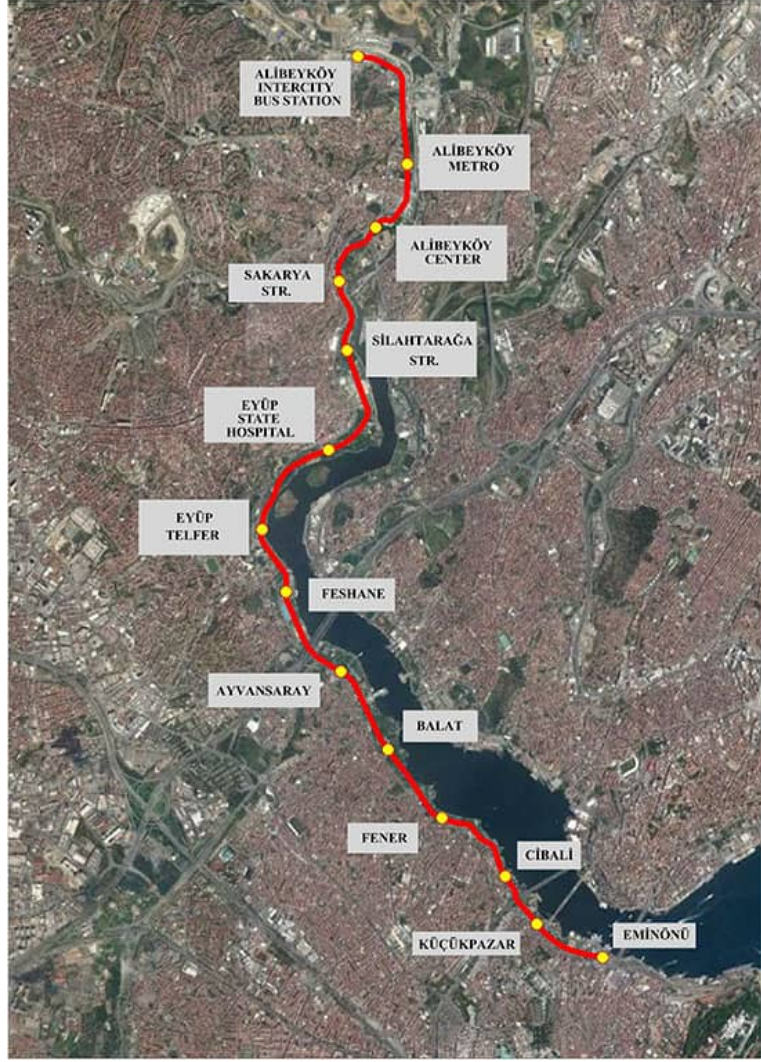 ALİBEYKÖY
INTERCITY
BUS STATION
ALİBEYKÖY
METRO
ALİBEYKÖY
CENTER
SAKARYA
STR.
SİLAHTARAĞA
STR.
EYÜP
STATE
HOSPITAL
EYÜP
TELFER
FESHANE
AYVANSARAY
BALAT
FENER
CİBALİ
KÜÇÜKPAZAR
EMİNÖNÜ